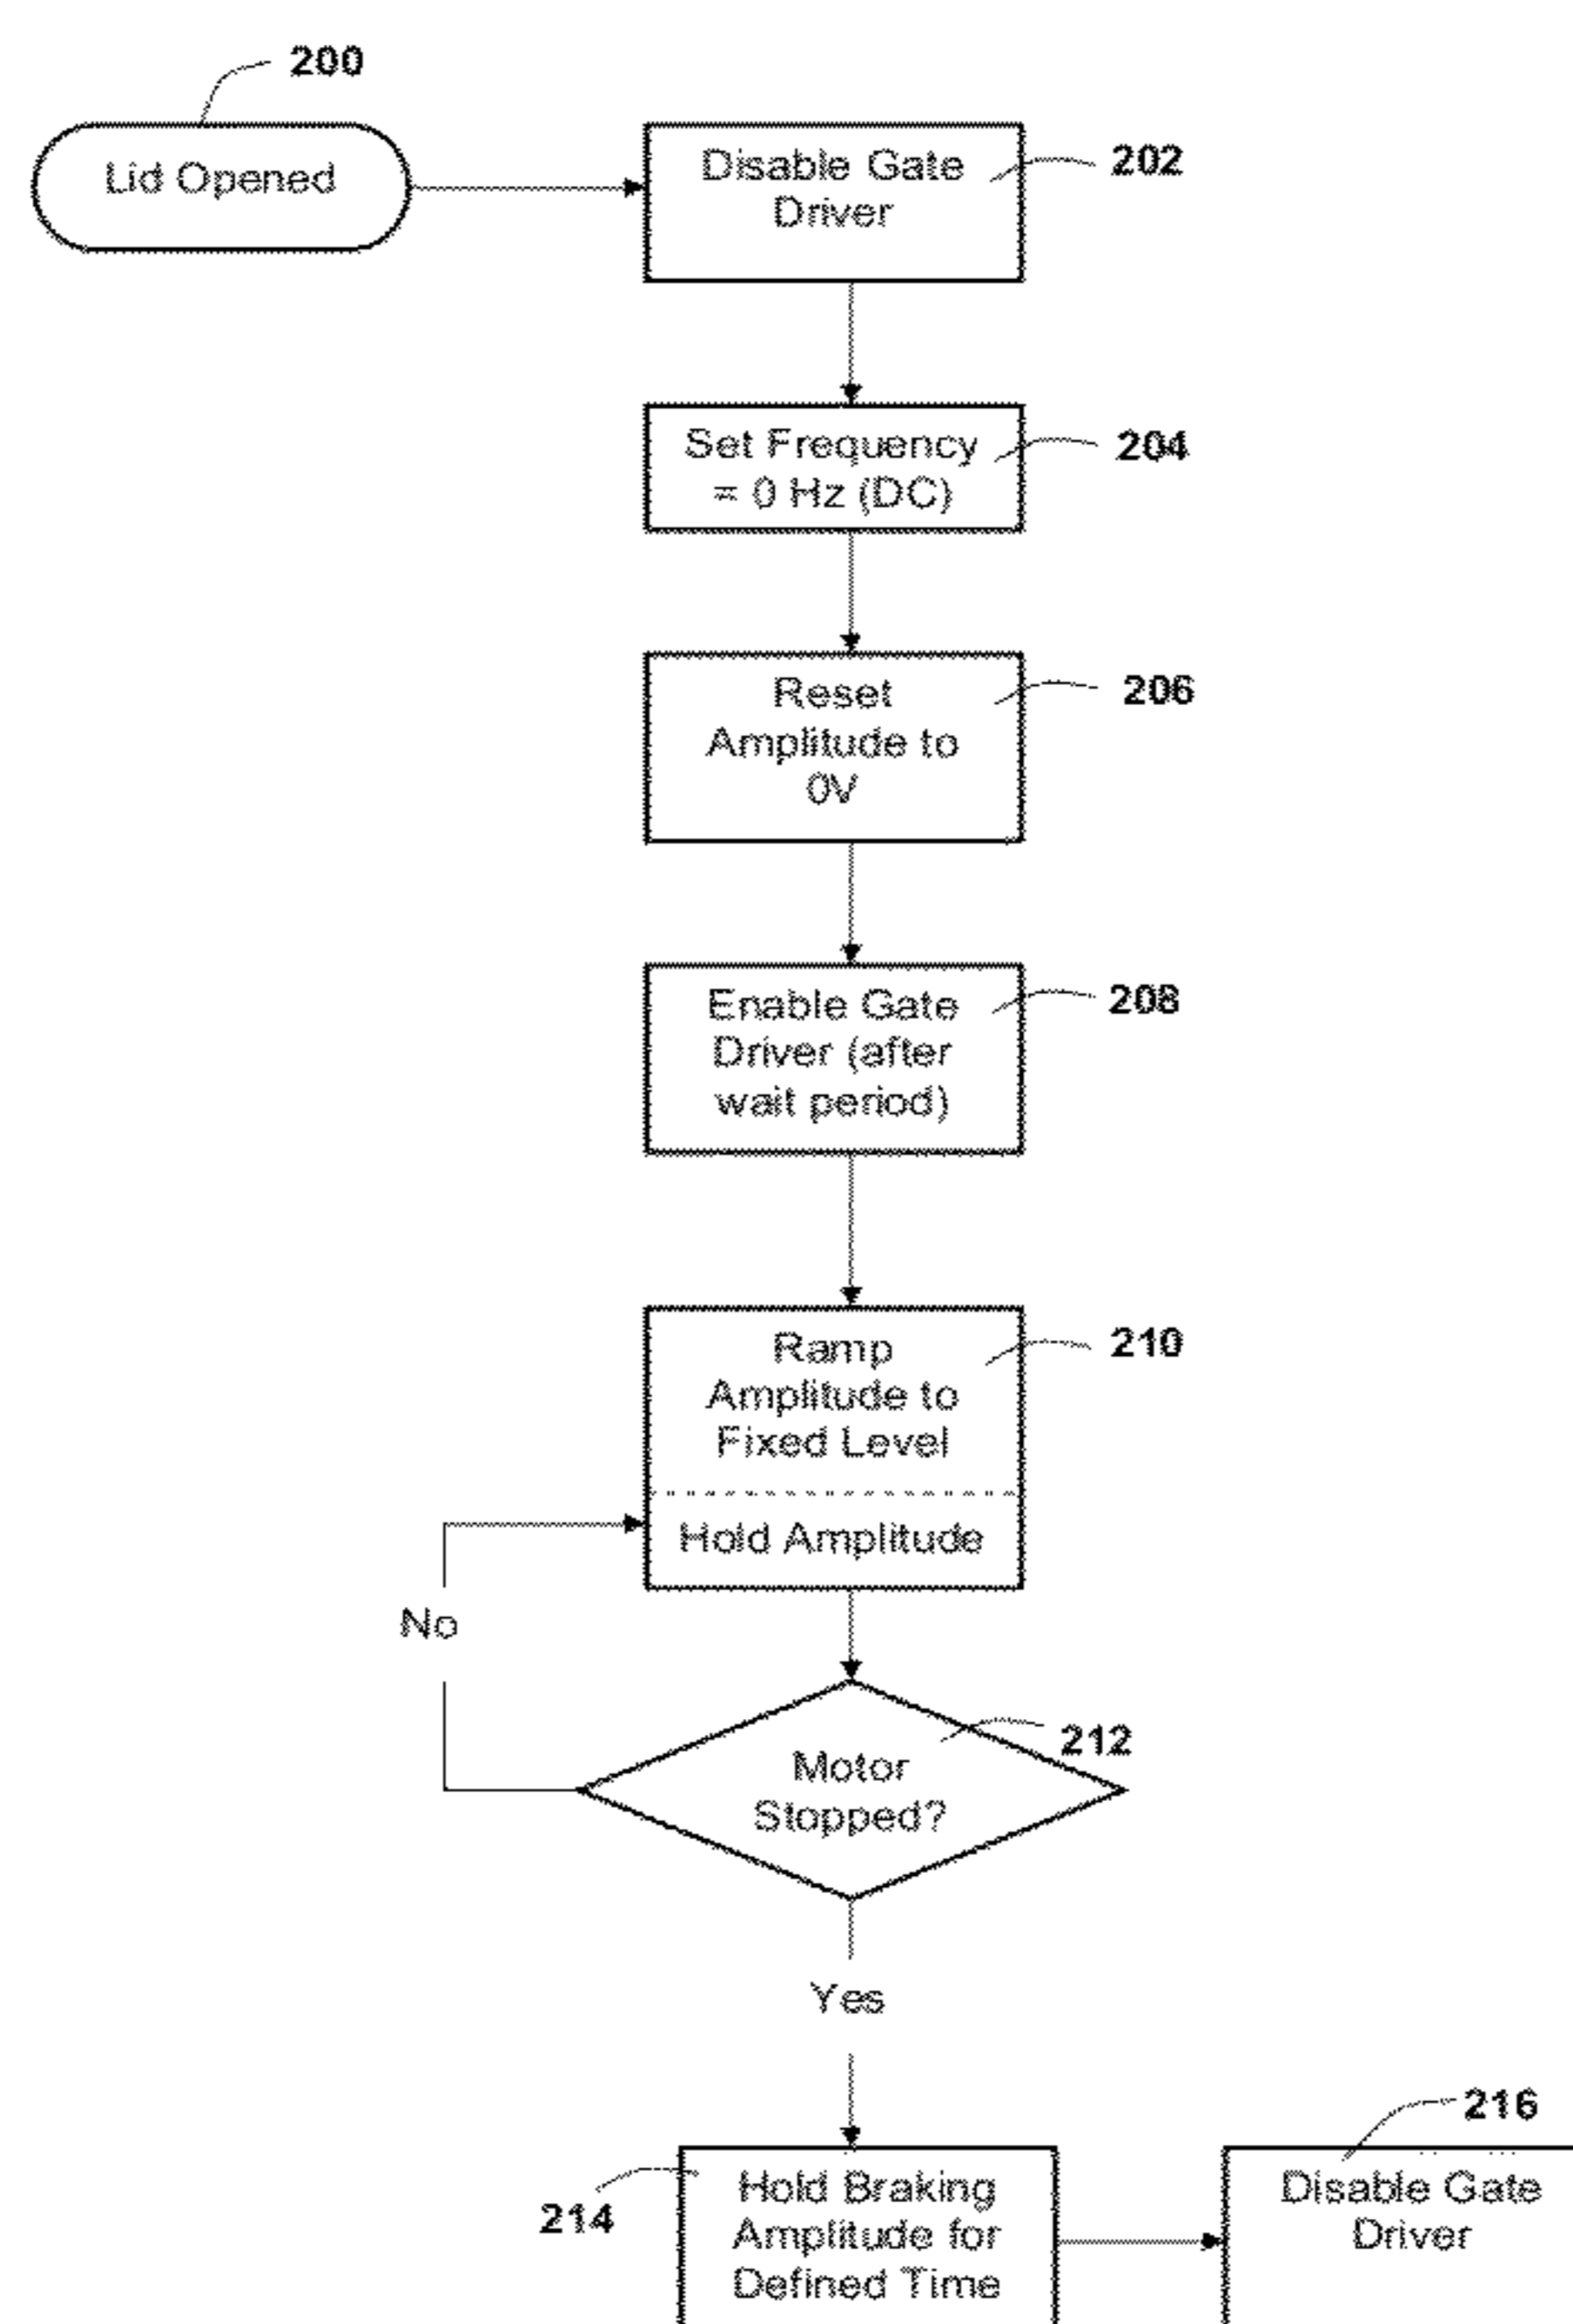 200
Lid Opened
Disable Gate
Driver
202
Set Frequency
= 0 Hz (DC)
204
Reset
Amplitude to
0V
206
Enable Gate
Driver (after
wait period)
208
Ramp
Amplitude to
Fixed Level
210
Hold Amplitude
No
Motor
Stopped?
212
Yes
214
Hold Braking
Amplitude for
Defined Time
216
Disable Gate
Driver